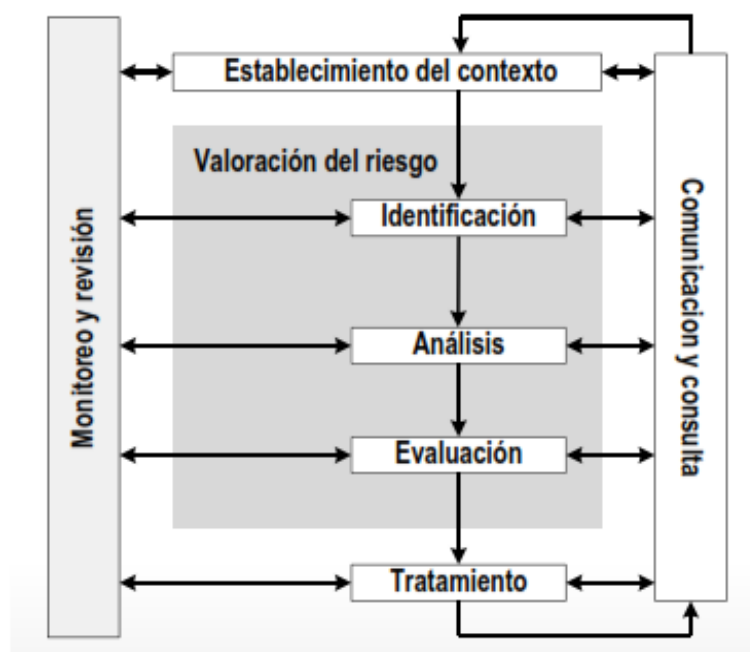 Establecimiento del contexto
Valoración del riesgo
Identificación
Análisis
Evaluación
Tratamiento
Monitoreo y revisión
Comunicacion y consulta